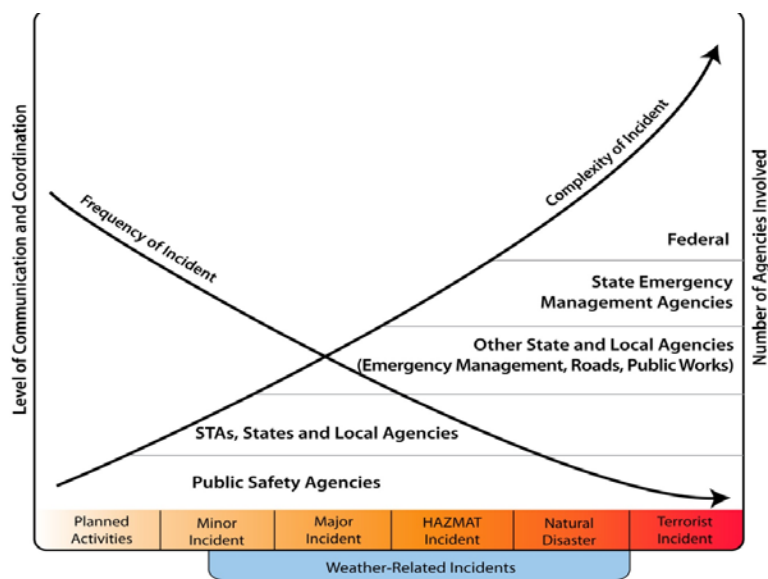 Level of Communication and Coordination
Frequency of Incident
Complexity of Incident
Number of Agencies Involved
Federal
State Emergency
Management Agencies
Other State and Local Agencies
(Emergency Management, Roads, Public Works)
STAs, States and Local Agencies
Public Safety Agencies
Planned
Activities
Minor
Incident
Major
Incident
HAZMAT
Incident
Natural
Disaster
Terrorist
Incident
Weather-Related Incidents